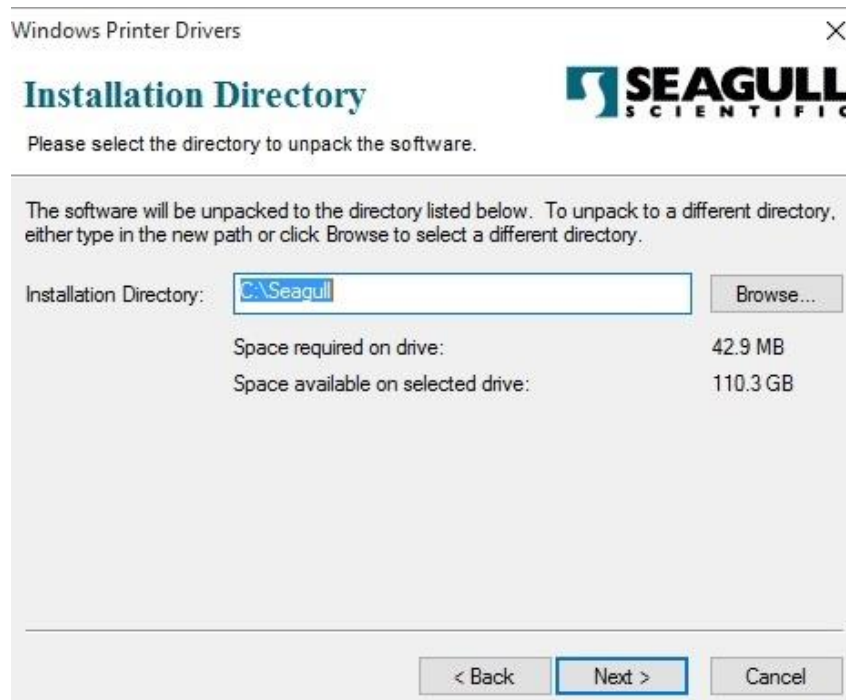 Windows Printer Drivers
Installation Directory
SEAGULL
SCIENTIFIC
Please select the directory to unpack the software.
The software will be unpacked to the directory listed below. To unpack to a different directory,
either type in the new path or click Browse to select a different directory.
Installation Directory: C:\Seagull Browse...
Space required on drive: 42.9 MB
Space available on selected drive: 110.3 GB
< Back Next > Cancel